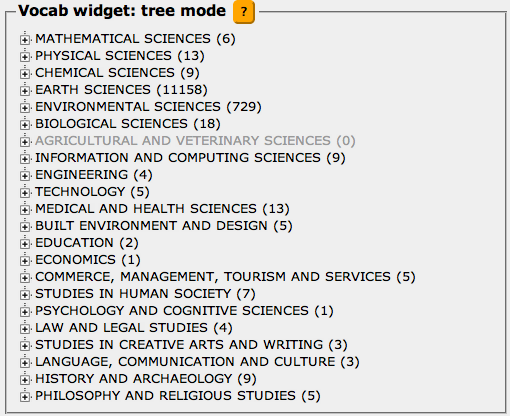 Vocab widget: tree mode ?
MATHEMATICAL SCIENCES (6)
PHYSICAL SCIENCES (13)
CHEMICAL SCIENCES (9)
EARTH SCIENCES (11158)
ENVIRONMENTAL SCIENCES (729)
BIOLOGICAL SCIENCES (18)
AGRICULTURAL AND VETERINARY SCIENCES (0)
INFORMATION AND COMPUTING SCIENCES (9)
ENGINEERING (4)
TECHNOLOGY (5)
MEDICAL AND HEALTH SCIENCES (13)
BUILT ENVIRONMENT AND DESIGN (5)
EDUCATION (2)
ECONOMICS (1)
COMMERCE, MANAGEMENT, TOURISM AND SERVICES (5)
STUDIES IN HUMAN SOCIETY (7)
PSYCHOLOGY AND COGNITIVE SCIENCES (1)
LAW AND LEGAL STUDIES (4)
STUDIES IN CREATIVE ARTS AND WRITING (3)
LANGUAGE, COMMUNICATION AND CULTURE (3)
HISTORY AND ARCHAEOLOGY (9)
PHILOSOPHY AND RELIGIOUS STUDIES (5)